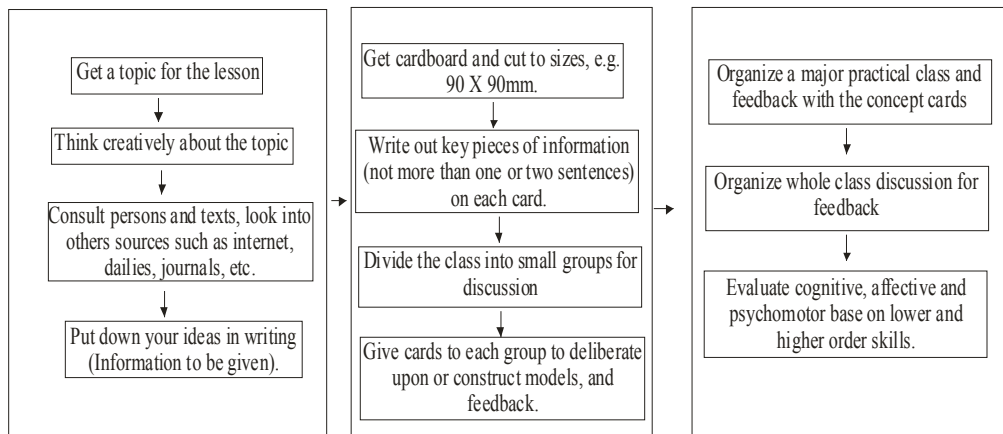 Get a topic for the lesson
Think creatively about the topic
Consult persons and texts, look into
others sources such as internet,
dailies, journals, etc.
Put down your ideas in writing
(Information to be given).
Get cardboard and cut to sizes, e.g.
90 X 90mm.
Write out key pieces of information
(not more than one or two sentences)
on each card.
Divide the class into small groups for
discussion
Give cards to each group to deliberate
upon or construct models, and
feedback.
Organize a major practical class and
feedback with the concept cards
Organize whole class discussion for
feedback
Evaluate cognitive, affective and
psychomotor base on lower and
higher order skills.